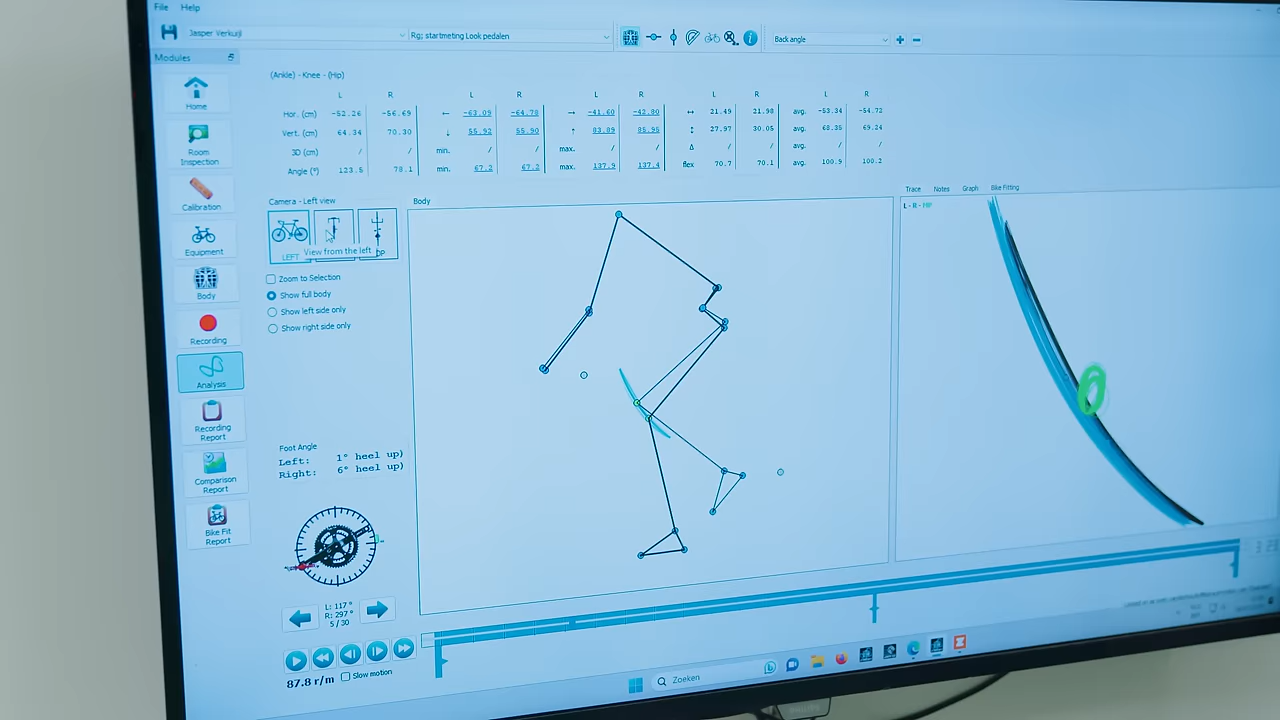 File Help
Jasper Verkuijl
Rg; startmeting Look pedalen
Back angle
Modules
(Ankle) - Knee - (Hip)
L R L R L R L R L R
Hor. (cm) -52.26 -56.69 ← -63.09 -64.78 → -41.60 -42.80 ↔ 21.49 21.98 avg. -53.34 -54.72
Vert. (cm) 64.34 70.30 ↓ 55.92 55.90 ↑ 83.89 85.95 ↕ 27.97 30.05 avg. 68.35 69.24
3D (cm) / / min. / / max. / / Δ / / avg. / /
Angle (°) 123.5 78.1 min. 67.2 67.2 max. 137.9 137.4 flex 70.7 70.1 avg. 100.9 100.2
Home
Room
Inspection
Calibration
Equipment
Body
Recording
Analysis
Recording
Report
Comparison
Report
Bike Fit
Report
Camera - Left view
LEFT
View from the left
Zoom to Selection
Show full body
Show left side only
Show right side only
Foot Angle
Left: 1° heel up)
Right: 6° heel up)
L: 117°
R: 297°
5 / 30
87.8 r/m
Slow motion
Body
Trace Notes Graph Bike Fitting
L - R - MP
Zoeken
PHILIPS